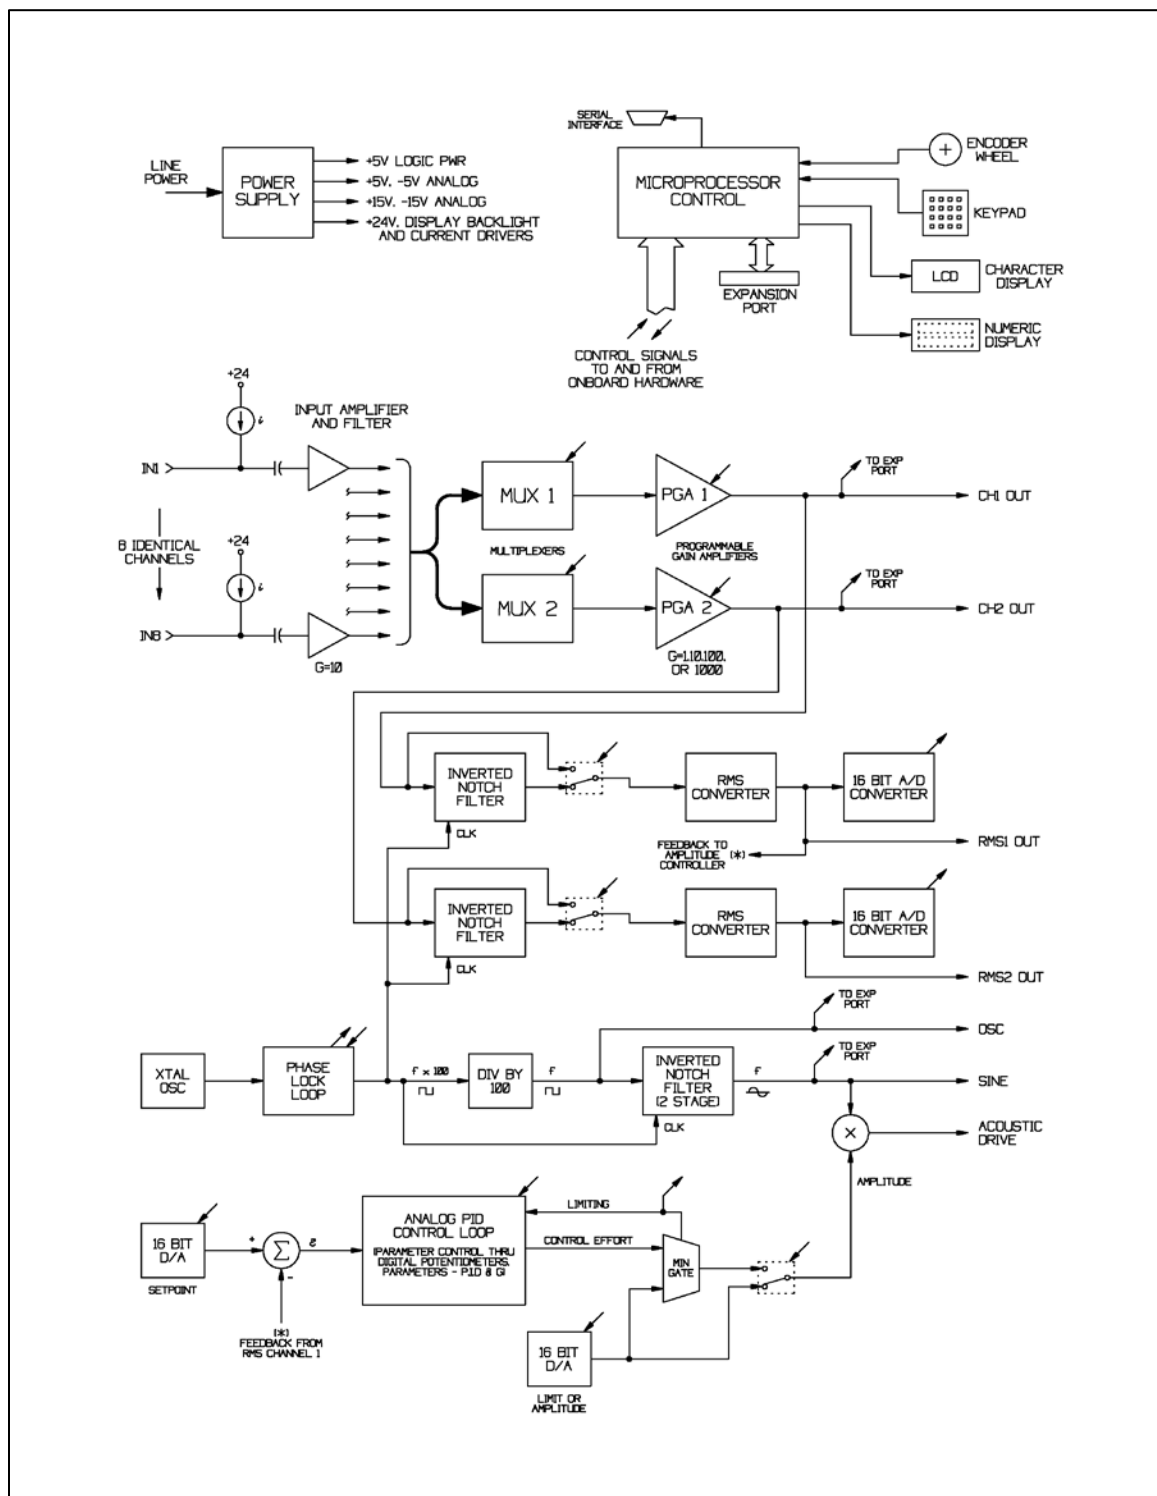 SERIAL
INTERFACE
LINE
POWER
POWER
SUPPLY
+5V LOGIC PWR
+5V, -5V ANALOG
+15V, -15V ANALOG
+24V, DISPLAY BACKLIGHT
AND CURRENT DRIVERS
MICROPROCESSOR
CONTROL
ENCODER
WHEEL
KEYPAD
LCD
CHARACTER
DISPLAY
NUMERIC
DISPLAY
EXPANSION
PORT
CONTROL SIGNALS
TO AND FROM
ONBOARD HARDWARE
+24
i
INPUT AMPLIFIER
AND FILTER
IN1
8 IDENTICAL
CHANNELS
+24
i
IN8
G=10
MUX 1
MULTIPLEXERS
MUX 2
PGA 1
PROGRAMMABLE
GAIN AMPLIFIERS
PGA 2
G=1,10,100,
OR 1000
TO EXP
PORT
CH1 OUT
TO EXP
PORT
CH2 OUT
INVERTED
NOTCH
FILTER
CLK
RMS
CONVERTER
16 BIT A/D
CONVERTER
FEEDBACK TO
AMPLITUDE (*)
CONTROLLER
RMS1 OUT
INVERTED
NOTCH
FILTER
CLK
RMS
CONVERTER
16 BIT A/D
CONVERTER
RMS2 OUT
TO EXP
PORT
OSC
XTAL
OSC
PHASE
LOCK
LOOP
f x 100
DIV BY
100
f
INVERTED
NOTCH
FILTER
(2 STAGE)
CLK
f
TO EXP
PORT
SINE
X
ACOUSTIC
DRIVE
AMPLITUDE
16 BIT
D/A
SETPOINT
+
Σ
-
e
(*)
FEEDBACK FROM
RMS CHANNEL 1
ANALOG PID
CONTROL LOOP
(PARAMETER CONTROL THRU
DIGITAL POTENTIOMETERS.
PARAMETERS - P,I,D & G)
LIMITING
CONTROL EFFORT
MIN
GATE
16 BIT
D/A
LIMIT OR
AMPLITUDE